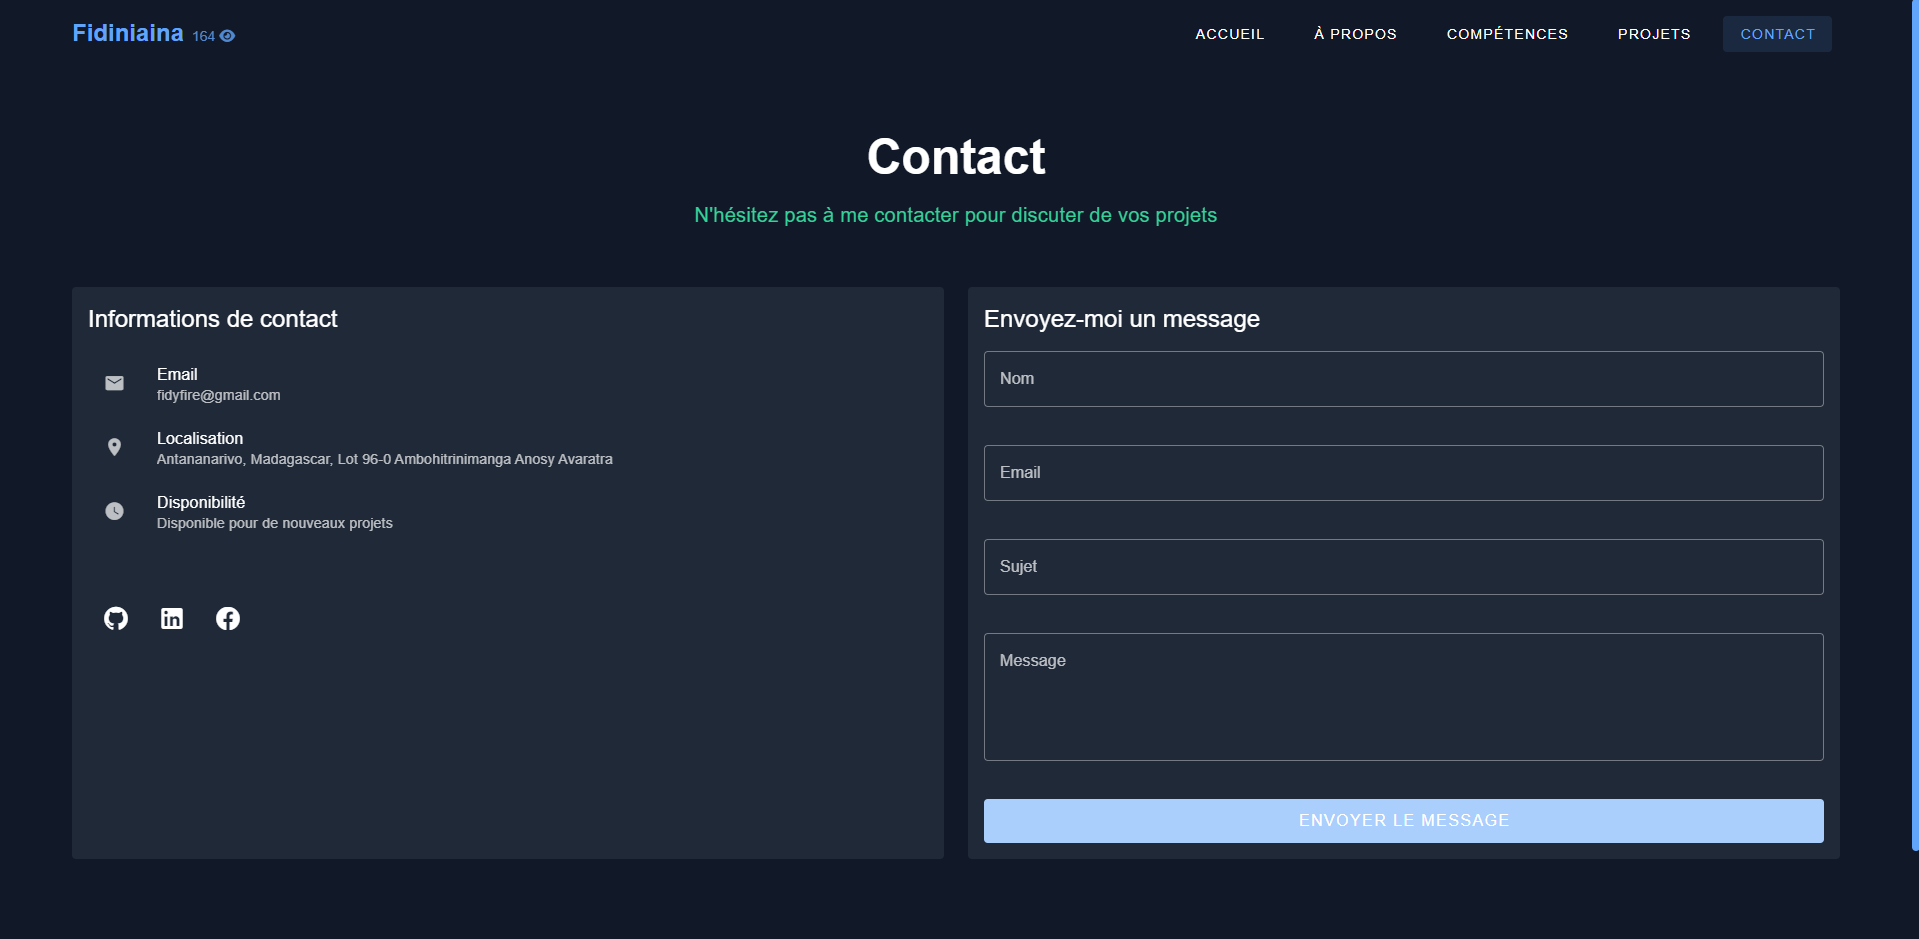 Fidiniaina 164
ACCUEIL À PROPOS COMPÉTENCES PROJETS CONTACT
Contact
N'hésitez pas à me contacter pour discuter de vos projets
Informations de contact
Email
fidyfire@gmail.com
Localisation
Antananarivo, Madagascar, Lot 96-0 Ambohitrinimanga Anosy Avaratra
Disponibilité
Disponible pour de nouveaux projets
Envoyez-moi un message
Nom
Email
Sujet
Message
ENVOYER LE MESSAGE